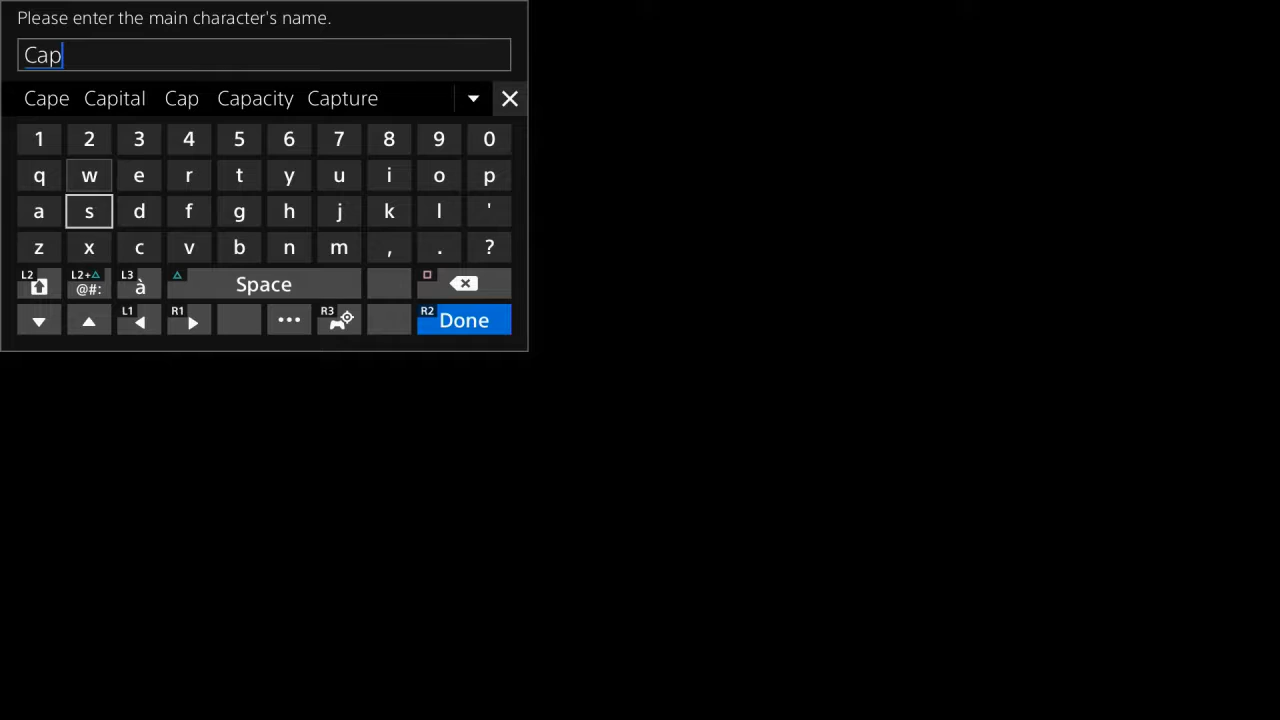 Please enter the main character's name.
Cap
Cape Capital Cap Capacity Capture
1 2 3 4 5 6 7 8 9 0
q w e r t y u i o p
a s d f g h j k l '
z x c v b n m , . ?
L2 L2+△ @#: L3 à △ Space □
L1 R1 ... R3 R2 Done